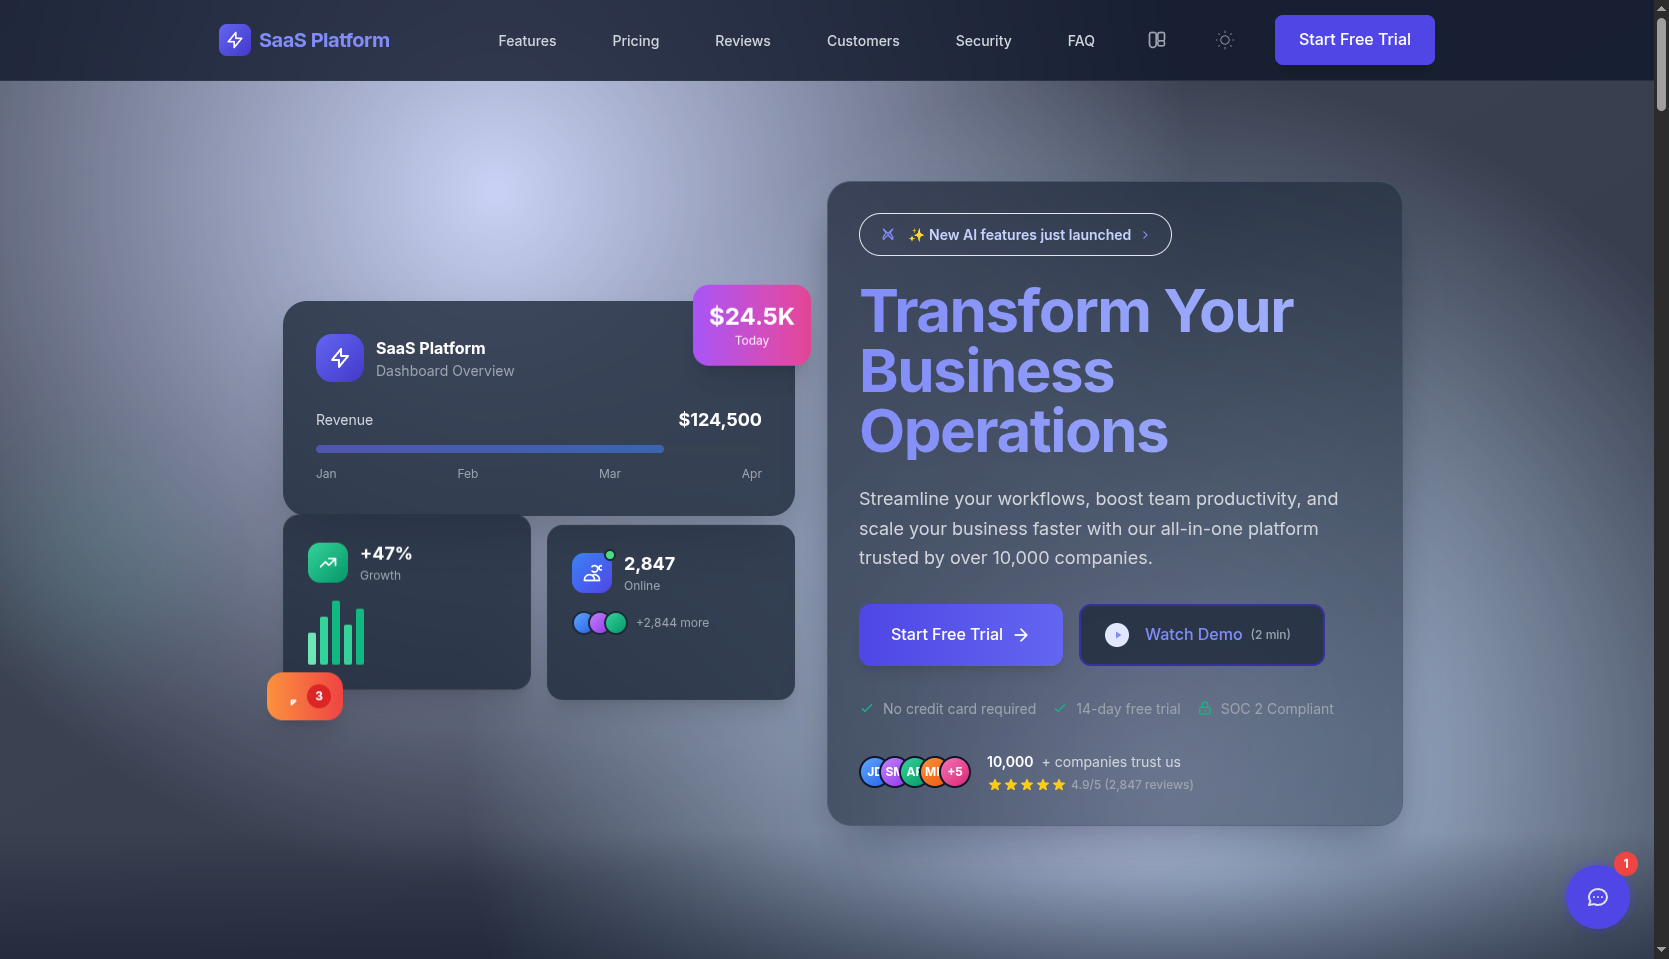 SaaS Platform
Features
Pricing
Reviews
Customers
Security
FAQ
Start Free Trial
$24.5K
Today
SaaS Platform
Dashboard Overview
Revenue
$124,500
Jan
Feb
Mar
Apr
+47%
Growth
3
2,847
Online
+2,844 more
✨ New AI features just launched
Transform Your
Business
Operations
Streamline your workflows, boost team productivity, and
scale your business faster with our all-in-one platform
trusted by over 10,000 companies.
Start Free Trial
Watch Demo (2 min)
No credit card required
14-day free trial
SOC 2 Compliant
+5
10,000 + companies trust us
4.9/5 (2,847 reviews)
1